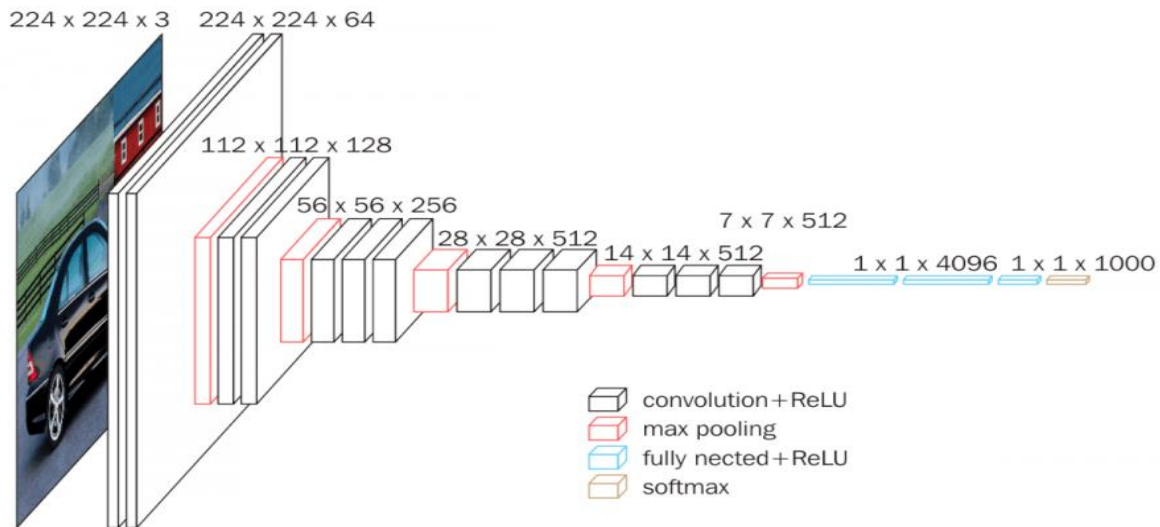 224 x 224 x 3
224 x 224 x 64
112 x 112 x 128
56 x 56 x 256
28 x 28 x 512
14 x 14 x 512
7 x 7 x 512
1 x 1 x 4096
1 x 1 x 1000
convolution+ReLU
max pooling
fully nected+ReLU
softmax